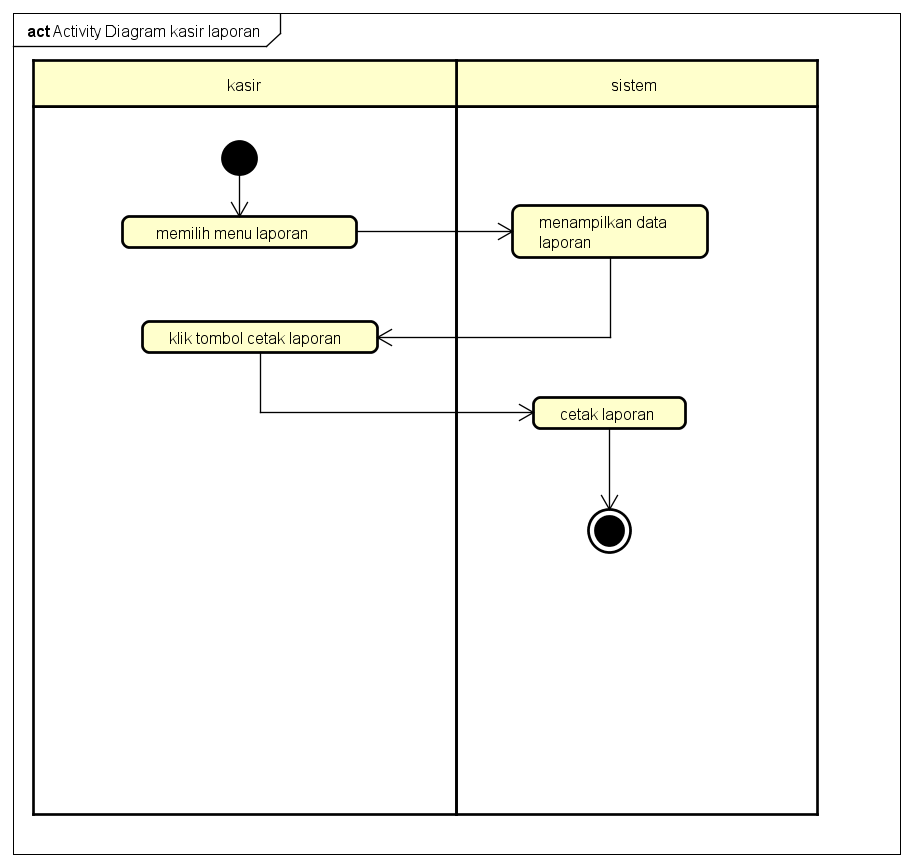 act Activity Diagram kasir laporan
kasir
sistem
memilih menu laporan
menampilkan data
laporan
klik tombol cetak laporan
cetak laporan